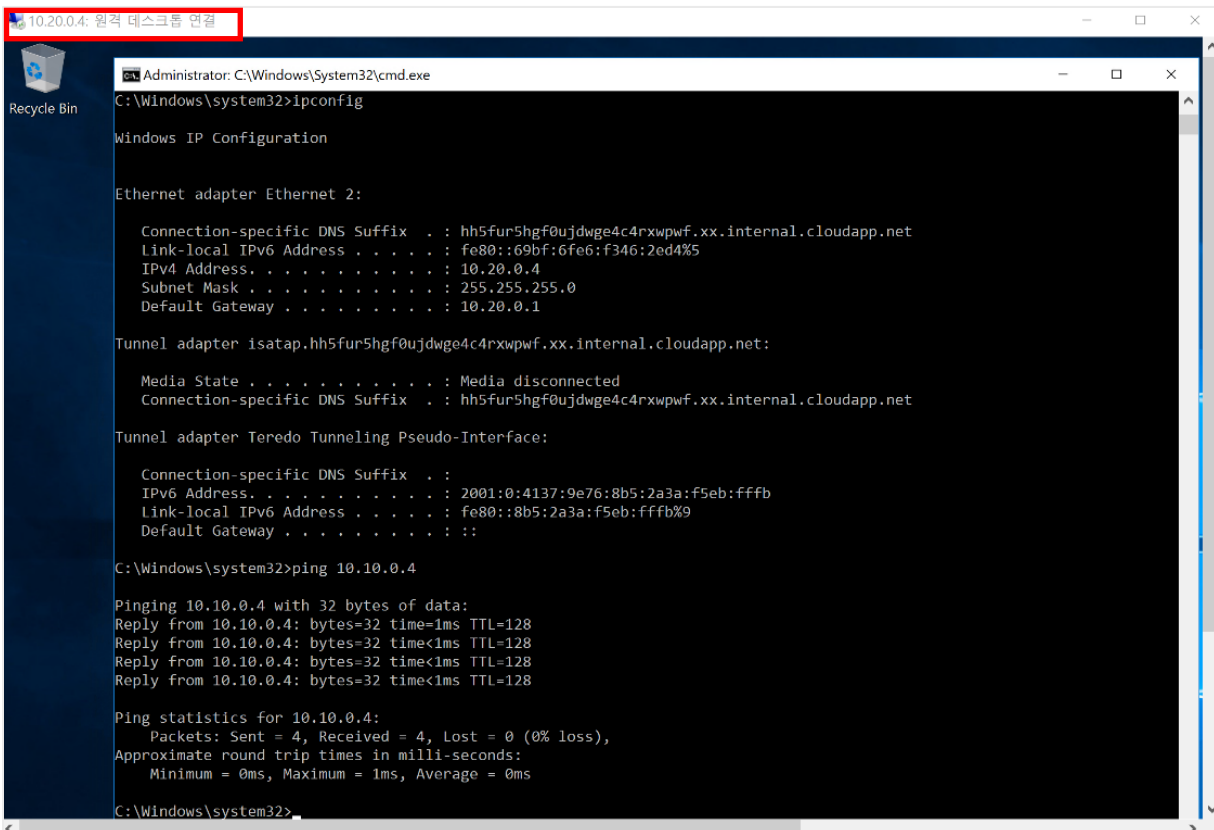 10.20.0.4: 원격 데스크톱 연결
Recycle Bin
Administrator: C:\Windows\System32\cmd.exe
C:\Windows\system32>ipconfig
Windows IP Configuration
Ethernet adapter Ethernet 2:
Connection-specific DNS Suffix  . : hh5fur5hgf0ujdwge4c4rxwpwf.xx.internal.cloudapp.net
Link-local IPv6 Address . . . . . : fe80::69bf:6fe6:f346:2ed4%5
IPv4 Address. . . . . . . . . . . : 10.20.0.4
Subnet Mask . . . . . . . . . . . : 255.255.255.0
Default Gateway . . . . . . . . . : 10.20.0.1
Tunnel adapter isatap.hh5fur5hgf0ujdwge4c4rxwpwf.xx.internal.cloudapp.net:
Media State . . . . . . . . . . . : Media disconnected
Connection-specific DNS Suffix  . : hh5fur5hgf0ujdwge4c4rxwpwf.xx.internal.cloudapp.net
Tunnel adapter Teredo Tunneling Pseudo-Interface:
Connection-specific DNS Suffix  . :
IPv6 Address. . . . . . . . . . . : 2001:0:4137:9e76:8b5:2a3a:f5eb:fffb
Link-local IPv6 Address . . . . . : fe80::8b5:2a3a:f5eb:fffb%9
Default Gateway . . . . . . . . . : ::
C:\Windows\system32>ping 10.10.0.4
Pinging 10.10.0.4 with 32 bytes of data:
Reply from 10.10.0.4: bytes=32 time=1ms TTL=128
Reply from 10.10.0.4: bytes=32 time<1ms TTL=128
Reply from 10.10.0.4: bytes=32 time<1ms TTL=128
Reply from 10.10.0.4: bytes=32 time<1ms TTL=128
Ping statistics for 10.10.0.4:
Packets: Sent = 4, Received = 4, Lost = 0 (0% loss),
Approximate round trip times in milli-seconds:
Minimum = 0ms, Maximum = 1ms, Average = 0ms
C:\Windows\system32>